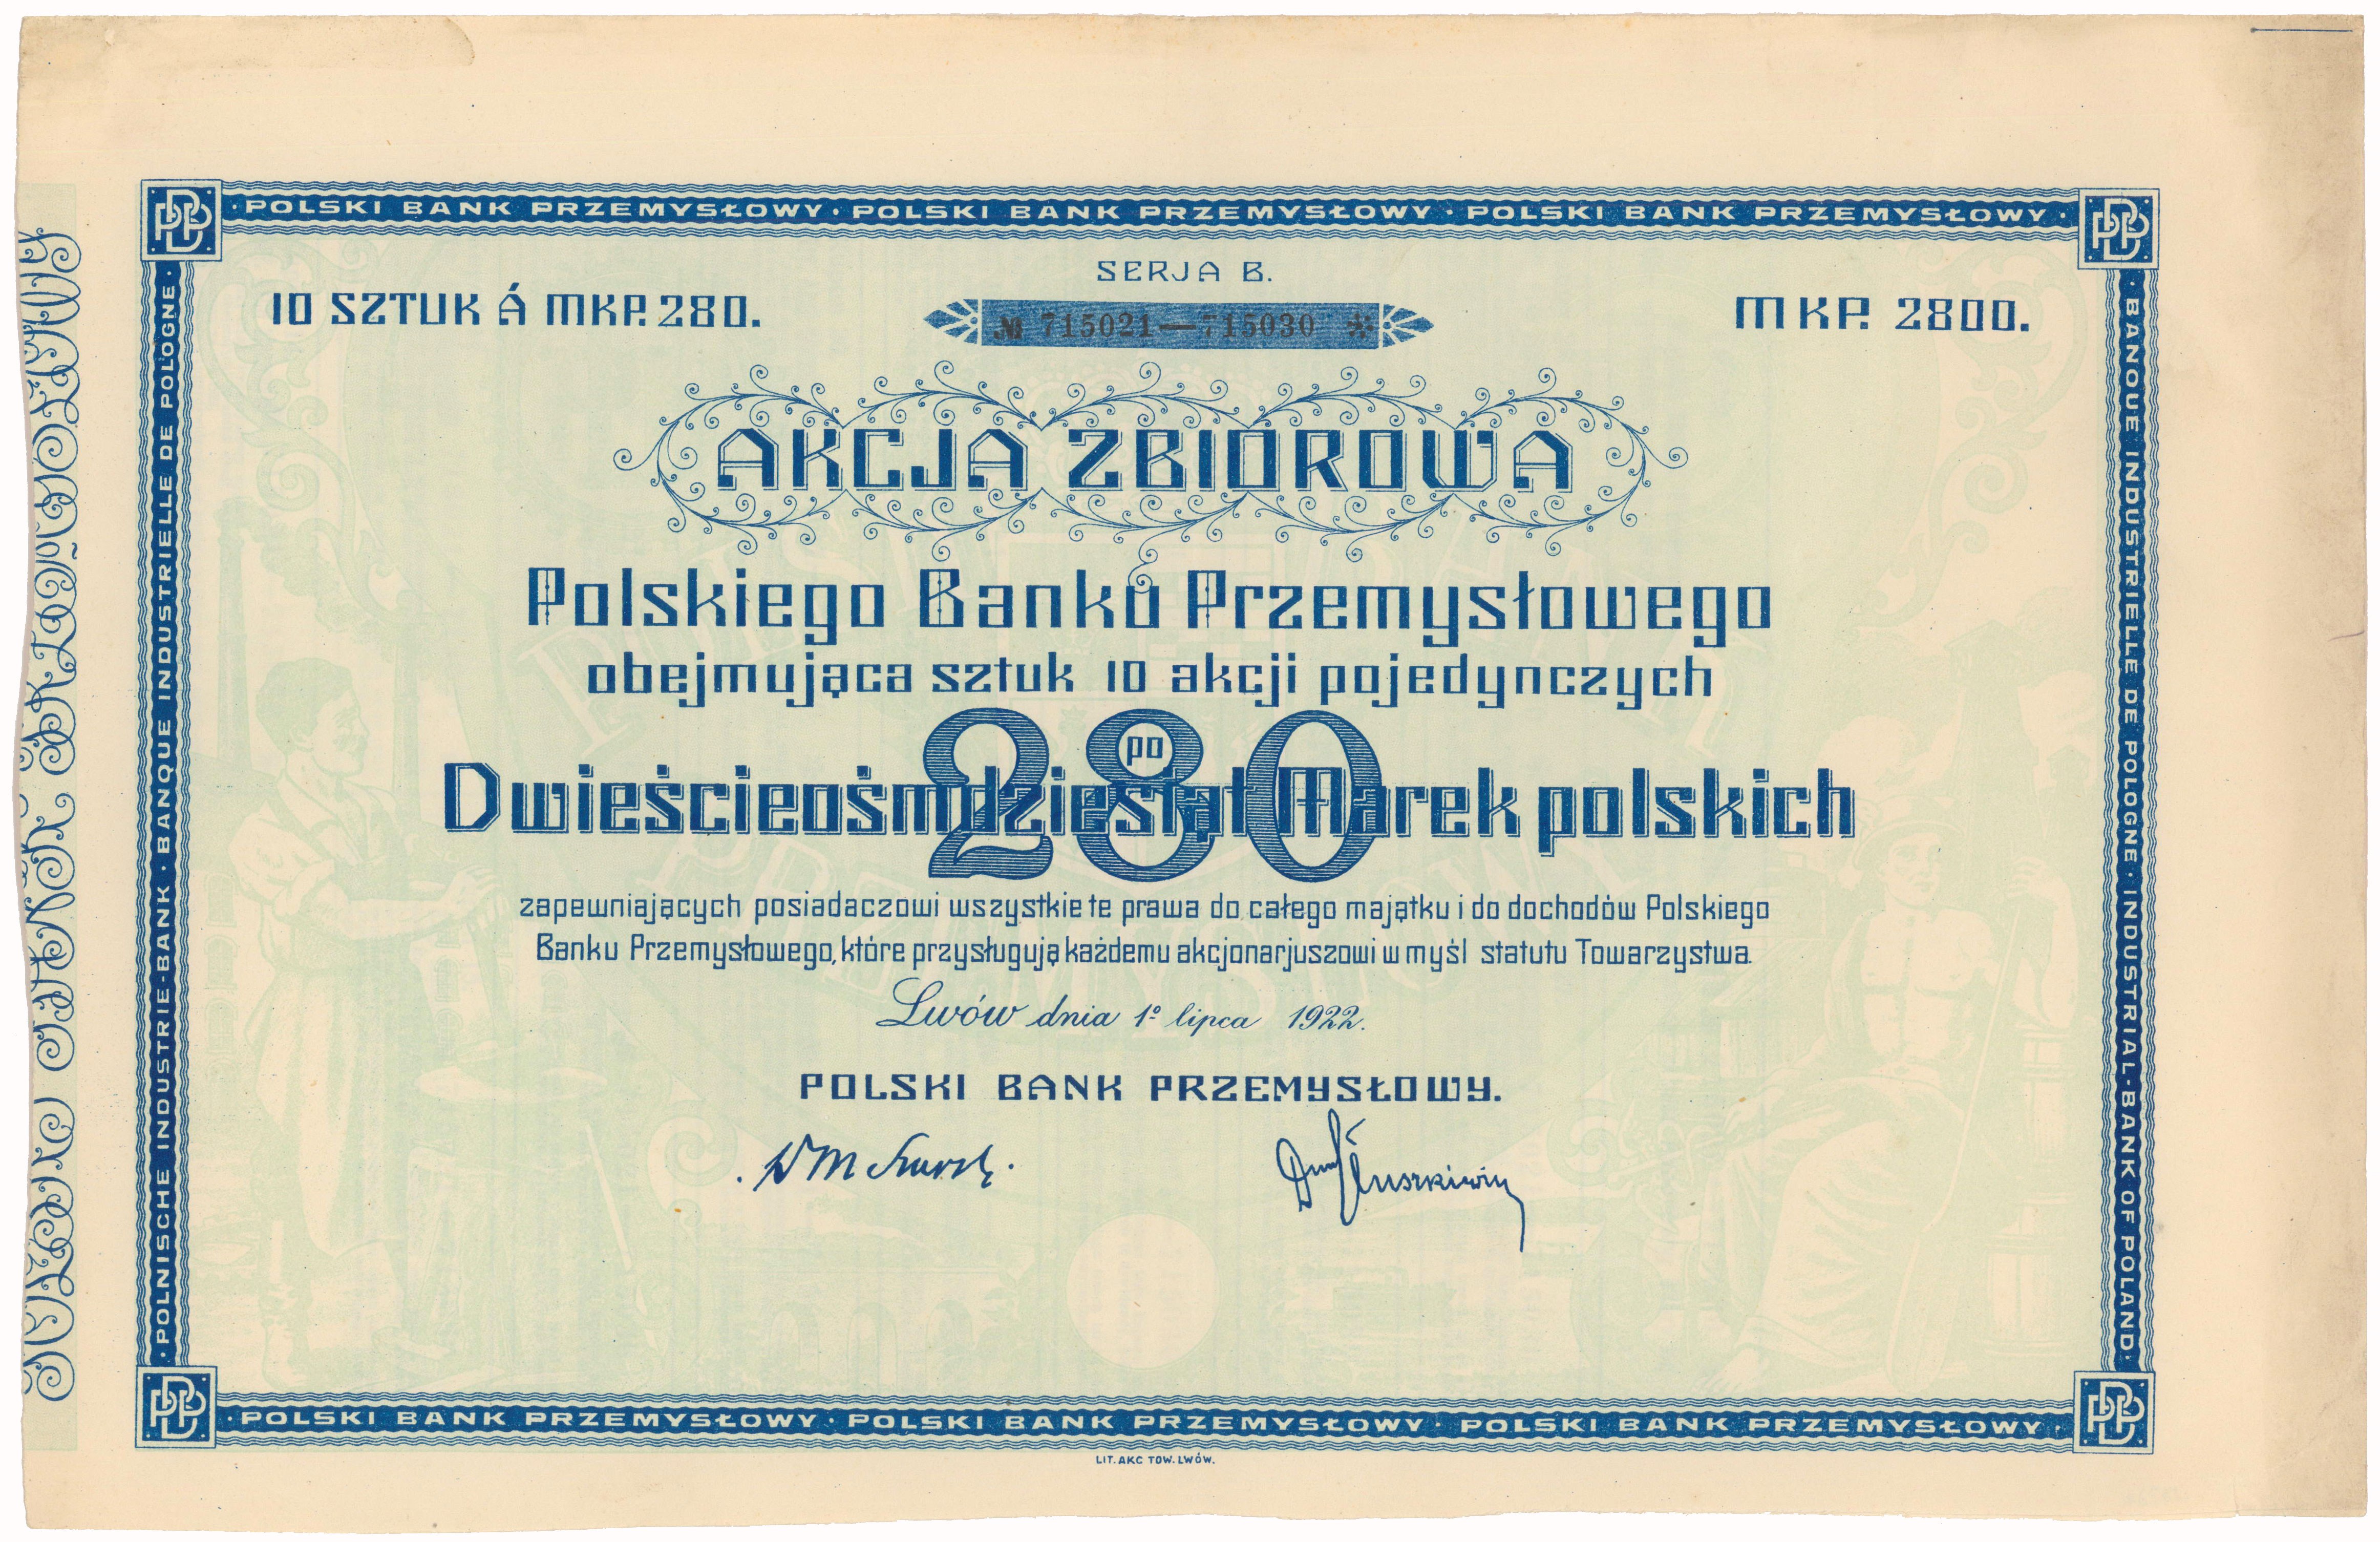 · POLSKI BANK PRZEMYSŁOWY · POLSKI BANK PRZEMYSŁOWY · POLSKI BANK PRZEMYSŁOWY ·
SERJA B.
10 SZTUK Á MKP. 280.
№ 715021—715030 *
MKP. 2800.
AKCJA ZBIOROWA
Polskiego Banku Przemysłowego
obejmująca sztuk 10 akcji pojedynczych
280
po
Dwieścieośmdziesiąt Marek polskich
zapewniających posiadaczowi wszystkie te prawa do całego majątku i do dochodów Polskiego
Banku Przemysłowego, które przysługują każdemu akcjonarjuszowi w myśl statutu Towarzystwa.
Lwów dnia 1º lipca 1922.
POLSKI BANK PRZEMYSŁOWY.
· POLNISCHE INDUSTRIE-BANK · BANQUE INDUSTRIELLE DE POLOGNE ·
· BANQUE INDUSTRIELLE DE POLOGNE · INDUSTRIAL-BANK OF POLAND ·
· POLSKI BANK PRZEMYSŁOWY · POLSKI BANK PRZEMYSŁOWY · POLSKI BANK PRZEMYSŁOWY ·
LIT. AKC TOW. LWÓW.
POLSKI BANK
PRZEMYSŁOWY